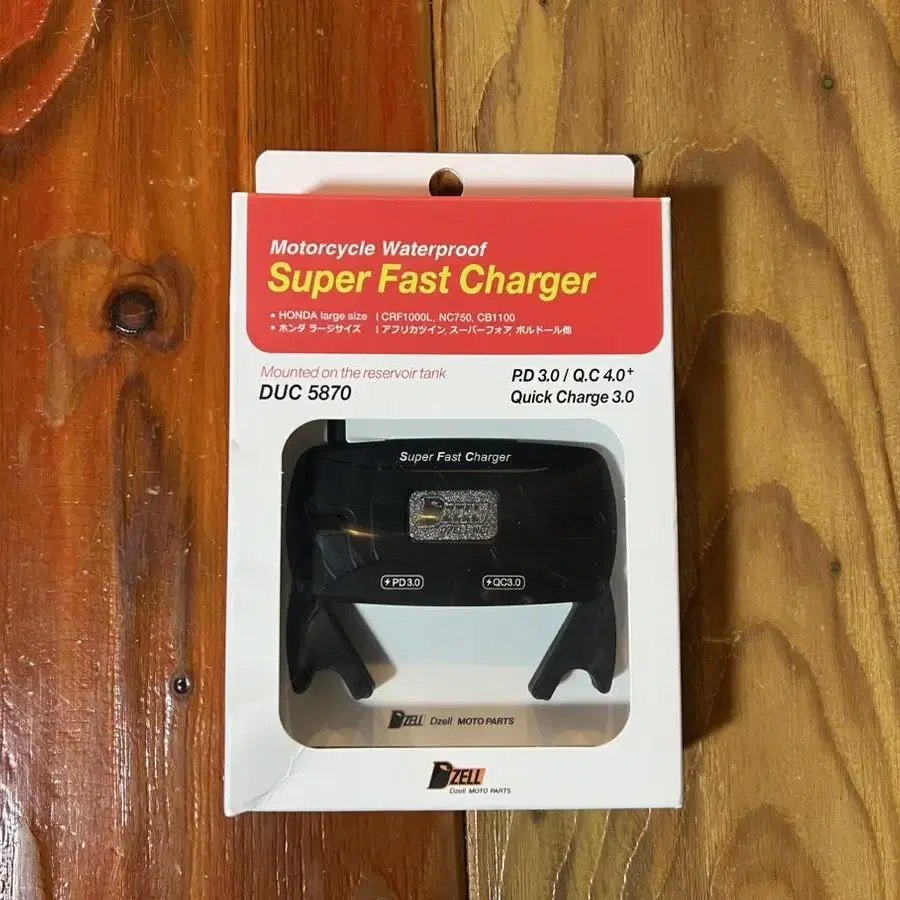 Motorcycle Waterproof
Super Fast Charger
• HONDA large size | CRF1000L, NC750, CB1100
• ホンダ ラージサイズ | アフリカツイン, スーパーフォア, ボルドール他
Mounted on the reservoir tank
DUC 5870
P.D 3.0 / Q.C 4.0+
Quick Charge 3.0
Super Fast Charger
DZELL
PD3.0
QC3.0
DZELL Dzell MOTO PARTS
DZELL
Dzell MOTO PARTS